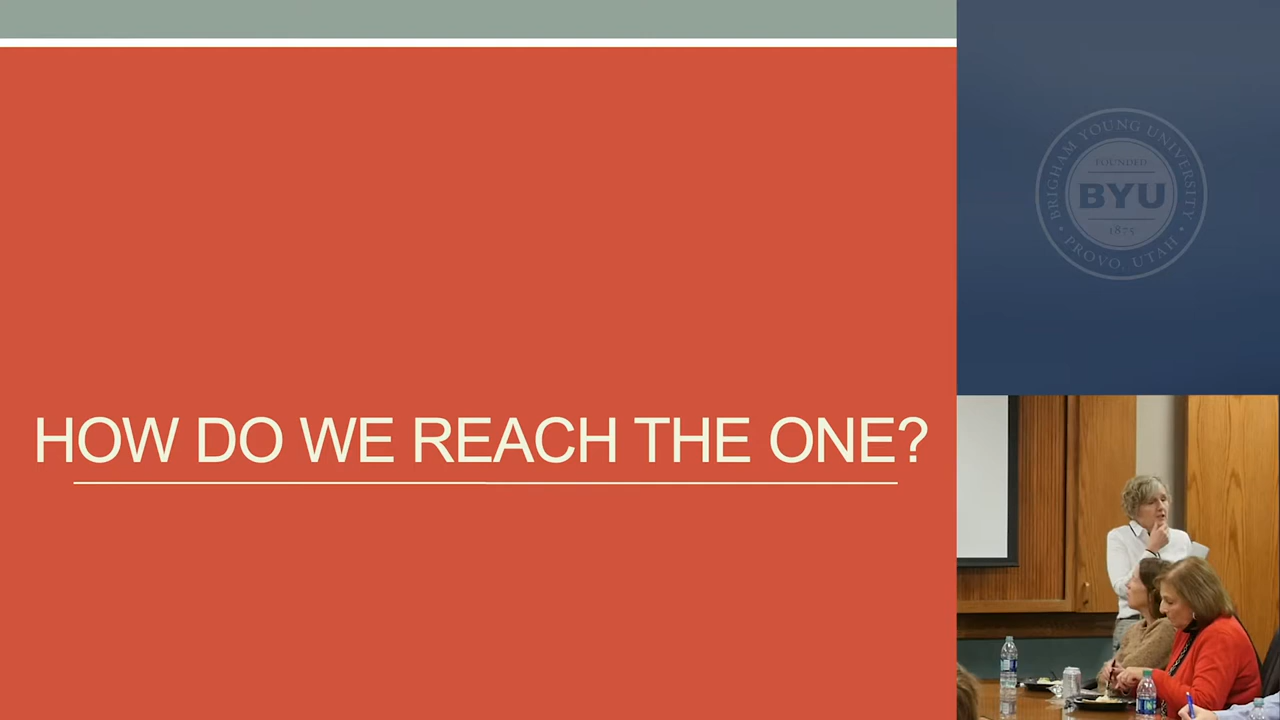 HOW DO WE REACH THE ONE?
BRIGHAM YOUNG UNIVERSITY
FOUNDED
BYU
1875
PROVO, UTAH